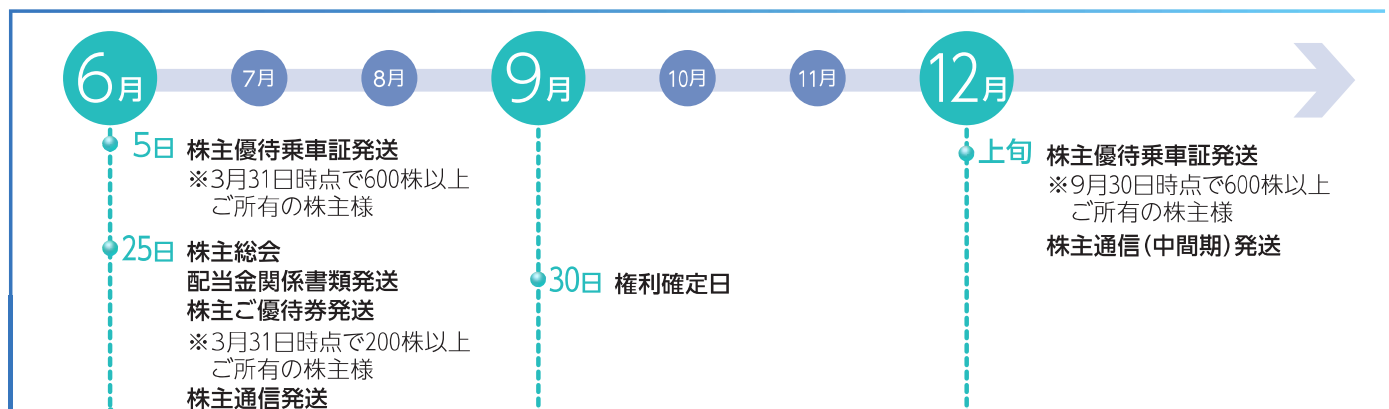 6月
7月
8月
9月
10月
11月
12月
5日 株主優待乗車証発送
※3月31日時点で600株以上
ご所有の株主様
25日 株主総会
配当金関係書類発送
株主ご優待券発送
※3月31日時点で200株以上
ご所有の株主様
株主通信発送
30日 権利確定日
上旬 株主優待乗車証発送
※9月30日時点で600株以上
ご所有の株主様
株主通信(中間期)発送